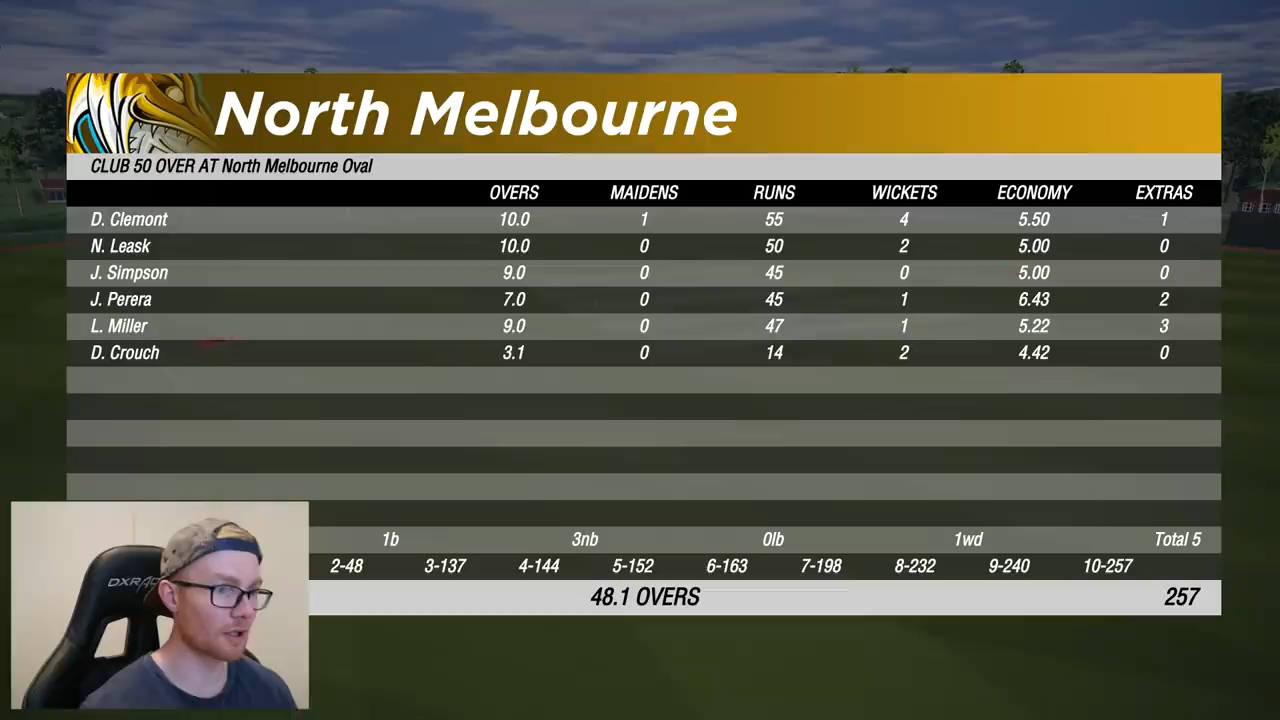 North Melbourne
CLUB 50 OVER AT North Melbourne Oval
OVERS MAIDENS RUNS WICKETS ECONOMY EXTRAS
D. Clemont 10.0 1 55 4 5.50 1
N. Leask 10.0 0 50 2 5.00 0
J. Simpson 9.0 0 45 0 5.00 0
J. Perera 7.0 0 45 1 6.43 2
L. Miller 9.0 0 47 1 5.22 3
D. Crouch 3.1 0 14 2 4.42 0
1b 3nb 0lb 1wd Total 5
2-48 3-137 4-144 5-152 6-163 7-198 8-232 9-240 10-257
48.1 OVERS 257